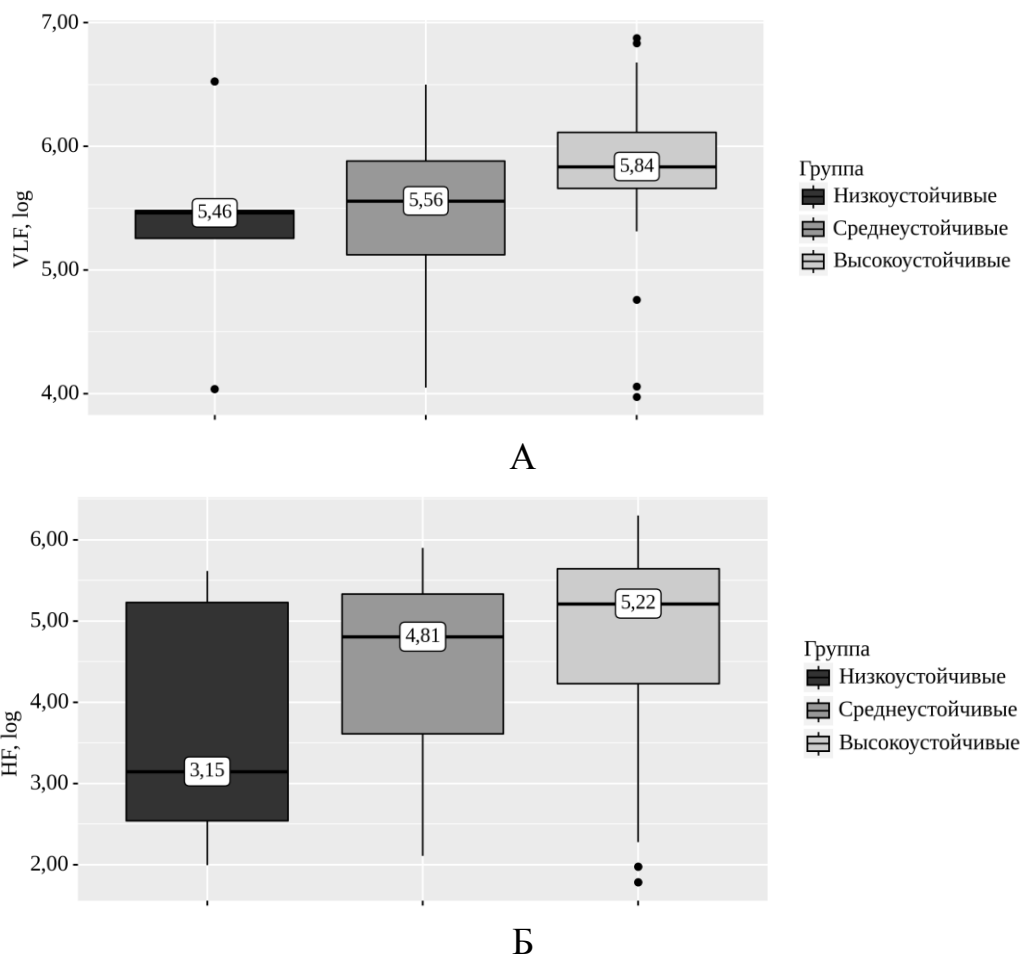 7,00
6,00
5,00
4,00
VLF, log
5,46
5,56
5,84
Группа
Низкоустойчивые
Среднеустойчивые
Высокоустойчивые
А
6,00
5,00
4,00
3,00
2,00
HF, log
3,15
4,81
5,22
Группа
Низкоустойчивые
Среднеустойчивые
Высокоустойчивые
Б